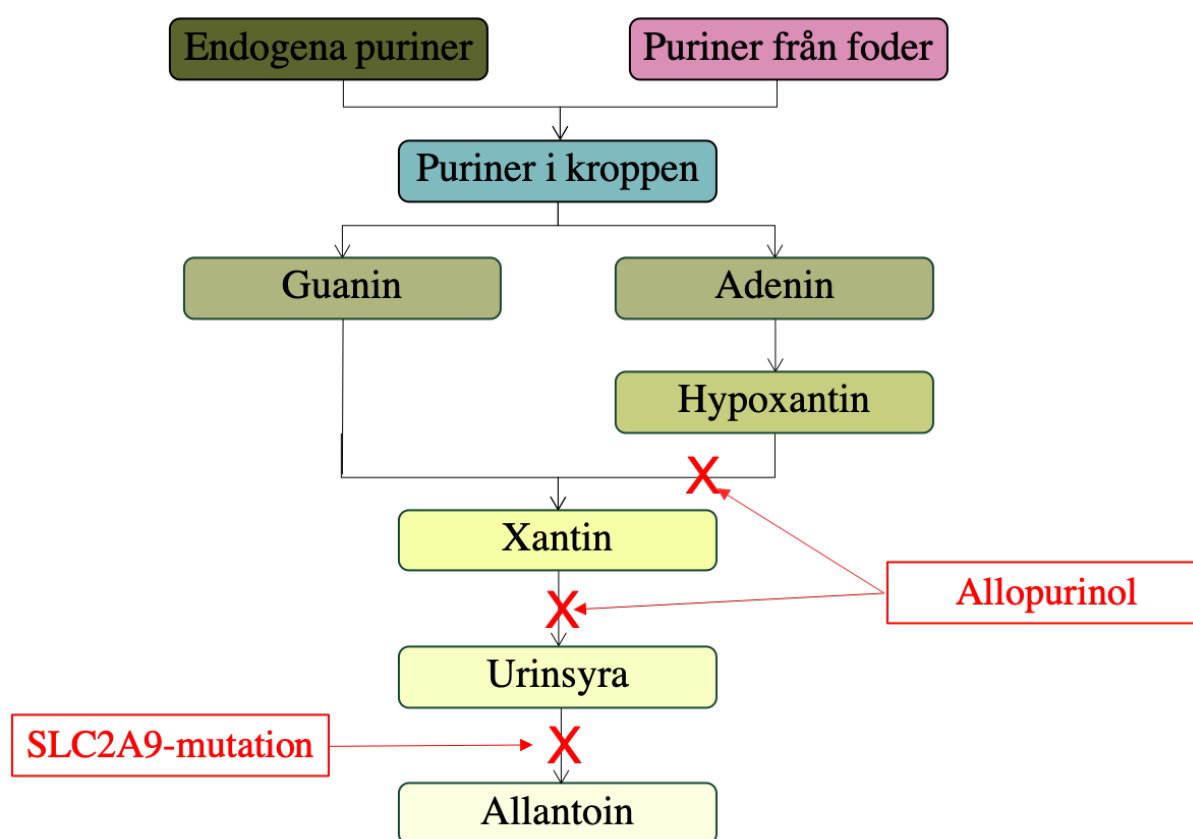 Endogena puriner
Puriner från foder
Puriner i kroppen
Guanin
Adenin
Hypoxantin
X
Xantin
Allopurinol
X
Urinsyra
SLC2A9-mutation
X
Allantoin